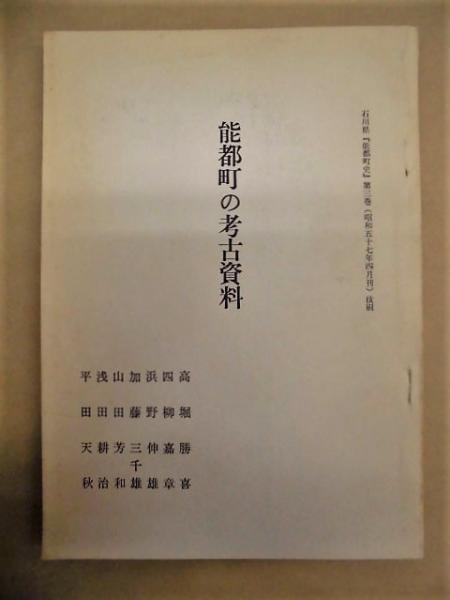 石川県『能都町史』第三巻(昭和五十七年四月刊)抜刷
能都町の考古資料
高堀勝喜
四柳嘉章
浜野伸雄
加藤三千雄
山田芳和
浅田耕治
平田天秋